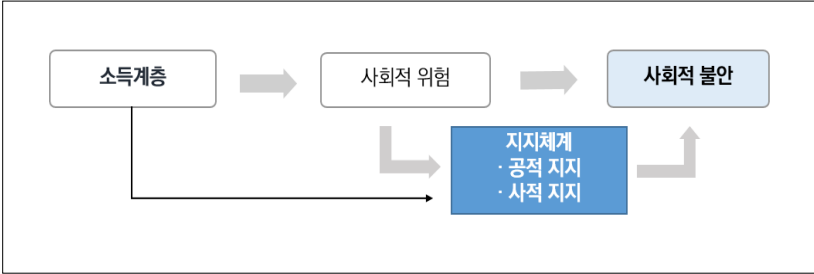 소득계층
사회적 위험
사회적 불안
지지체계
· 공적 지지
· 사적 지지